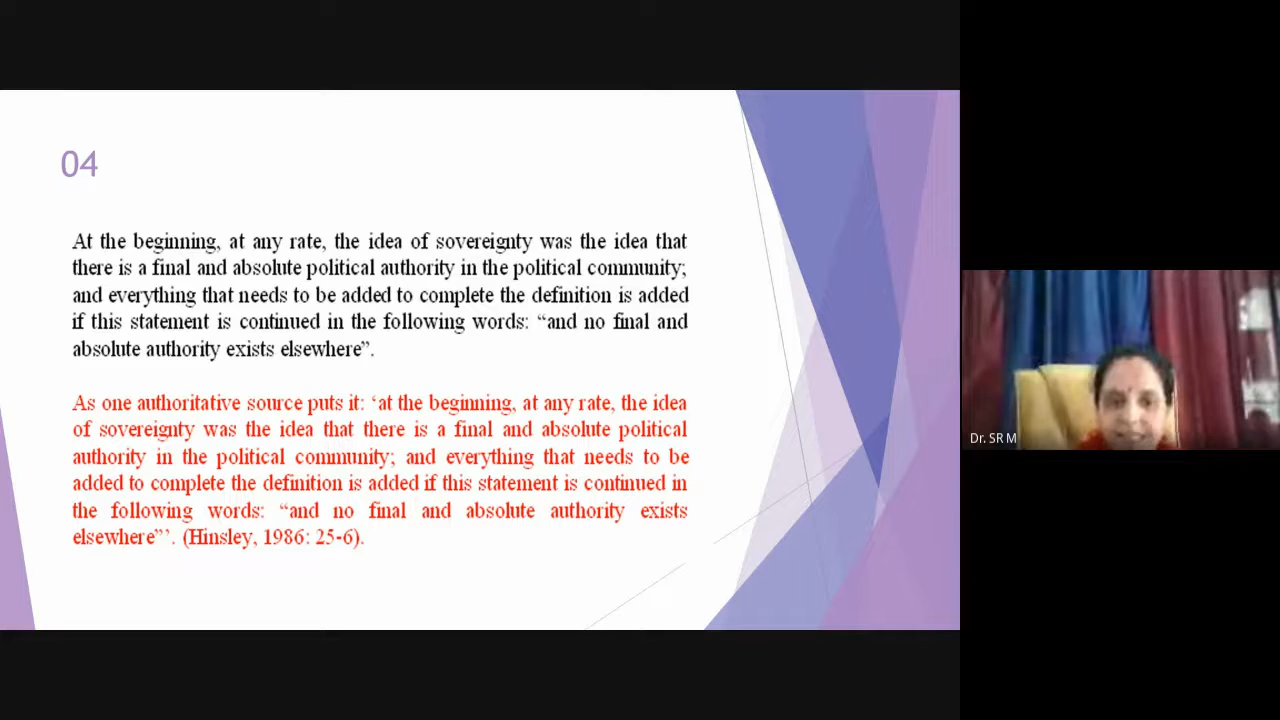 04
At the beginning, at any rate, the idea of sovereignty was the idea that
there is a final and absolute political authority in the political community;
and everything that needs to be added to complete the definition is added
if this statement is continued in the following words: “and no final and
absolute authority exists elsewhere”.
As one authoritative source puts it: ‘at the beginning, at any rate, the idea
of sovereignty was the idea that there is a final and absolute political
authority in the political community; and everything that needs to be
added to complete the definition is added if this statement is continued in
the following words: “and no final and absolute authority exists
elsewhere”’. (Hinsley, 1986: 25-6).
Dr. SR M